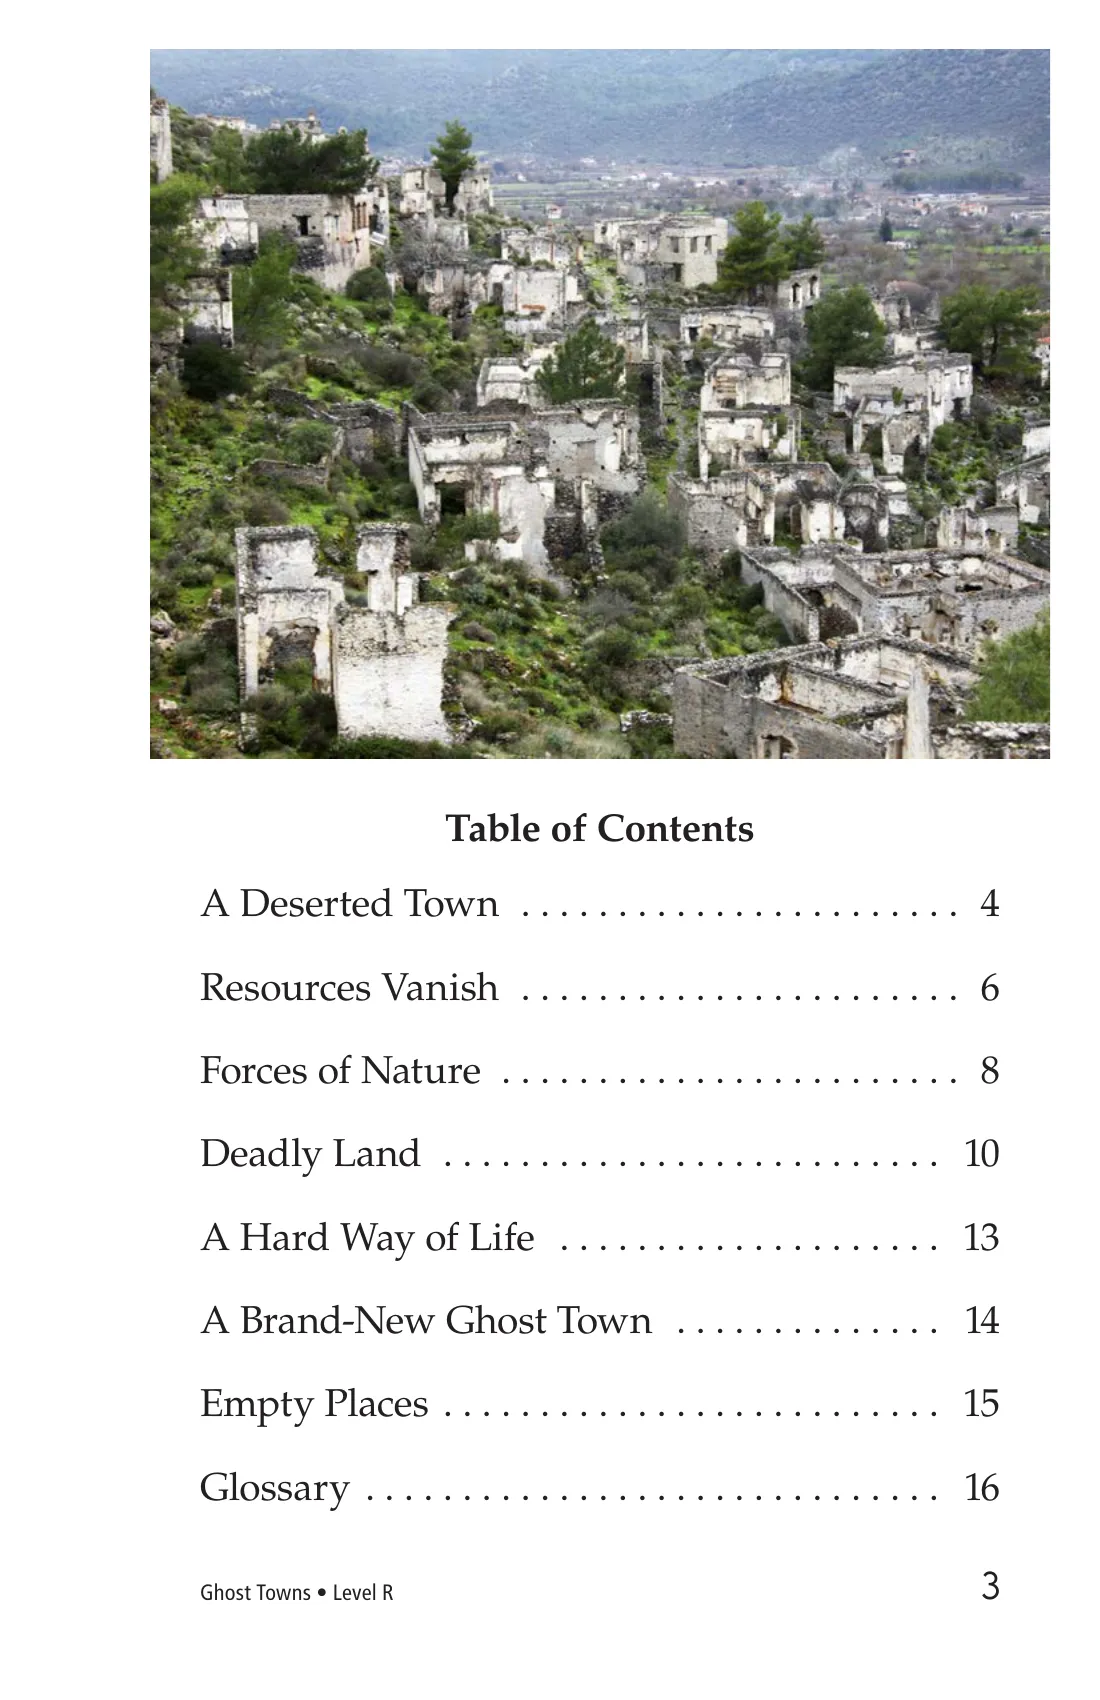 Table of Contents
A Deserted Town . . . . . . . . . . . . . . . . . . . . . . . 4
Resources Vanish . . . . . . . . . . . . . . . . . . . . . . . 6
Forces of Nature . . . . . . . . . . . . . . . . . . . . . . . . 8
Deadly Land . . . . . . . . . . . . . . . . . . . . . . . . . . 10
A Hard Way of Life . . . . . . . . . . . . . . . . . . . . 13
A Brand-New Ghost Town . . . . . . . . . . . . . . 14
Empty Places . . . . . . . . . . . . . . . . . . . . . . . . . . 15
Glossary . . . . . . . . . . . . . . . . . . . . . . . . . . . . . . 16
Ghost Towns • Level R 3